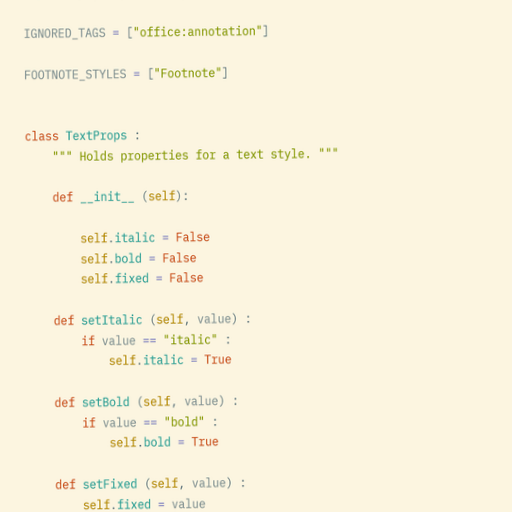 IGNORED_TAGS = ["office:annotation"]
FOOTNOTE_STYLES = ["Footnote"]
class TextProps :
    """ Holds properties for a text style. """
    def __init__ (self):
        self.italic = False
        self.bold = False
        self.fixed = False
    def setItalic (self, value) :
        if value == "italic" :
            self.italic = True
    def setBold (self, value) :
        if value == "bold" :
            self.bold = True
    def setFixed (self, value) :
        self.fixed = value